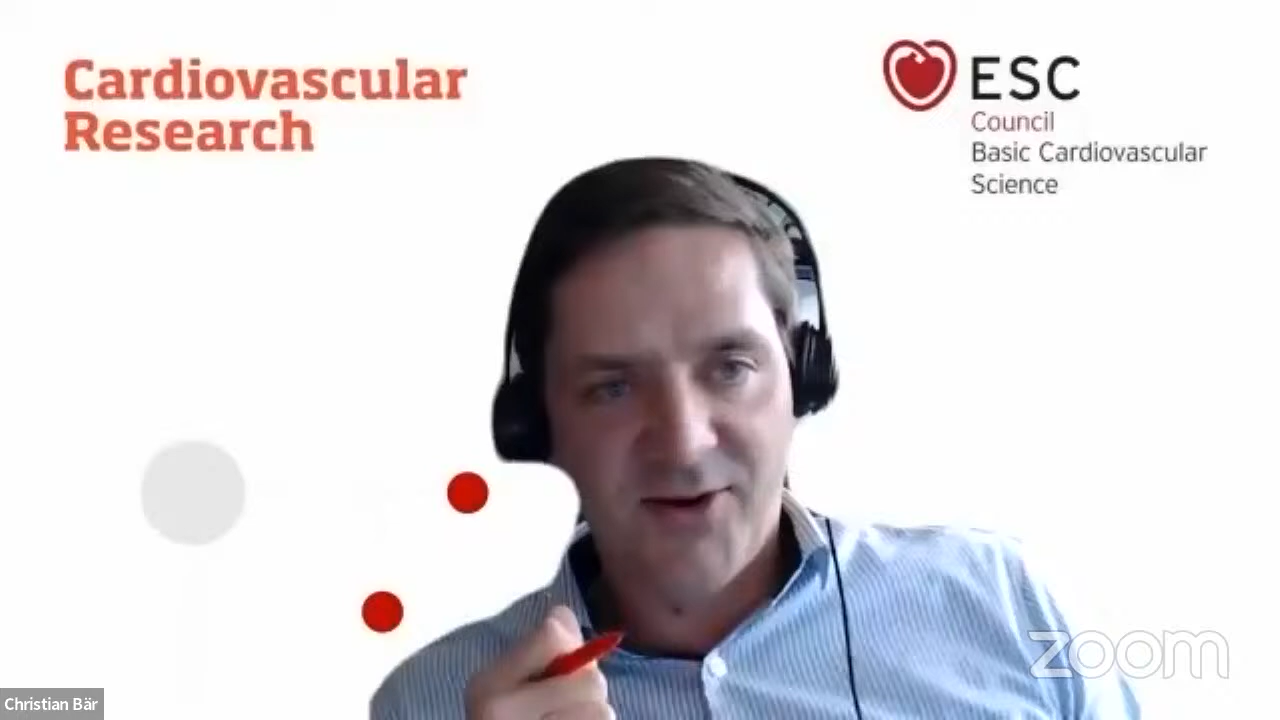 Cardiovascular
Research
ESC
Council
Basic Cardiovascular
Science
zoom
Christian Bär